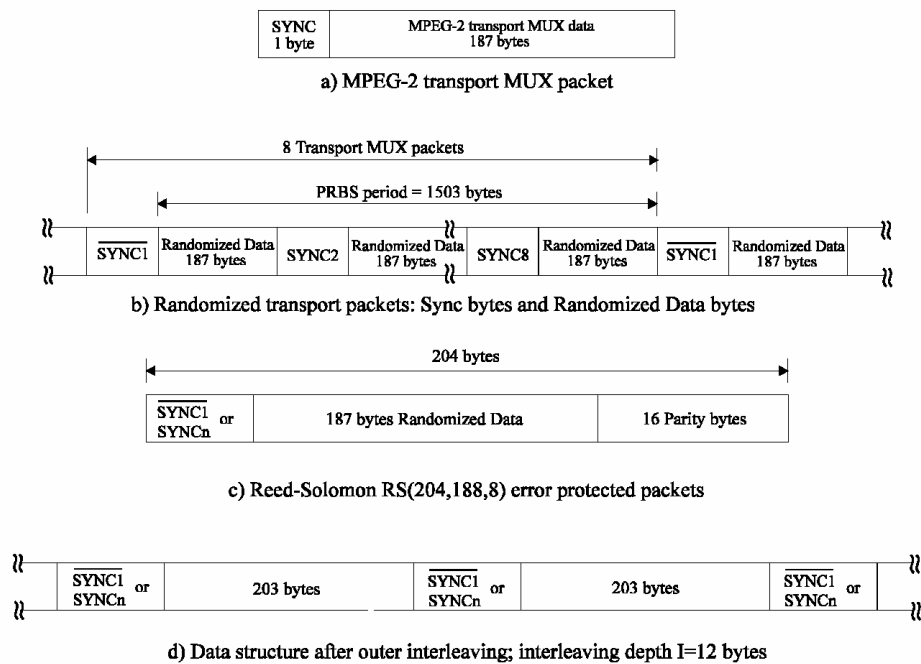 SYNC
1 byte
MPEG-2 transport MUX data
187 bytes
a) MPEG-2 transport MUX packet
8 Transport MUX packets
PRBS period = 1503 bytes
SYNC1
Randomized Data
187 bytes
SYNC2
Randomized Data
187 bytes
SYNC8
Randomized Data
187 bytes
SYNC1
Randomized Data
187 bytes
b) Randomized transport packets: Sync bytes and Randomized Data bytes
204 bytes
SYNC1 or
SYNCn
187 bytes Randomized Data
16 Parity bytes
c) Reed-Solomon RS(204,188,8) error protected packets
SYNC1 or
SYNCn
203 bytes
SYNC1 or
SYNCn
203 bytes
SYNC1 or
SYNCn
d) Data structure after outer interleaving; interleaving depth I=12 bytes